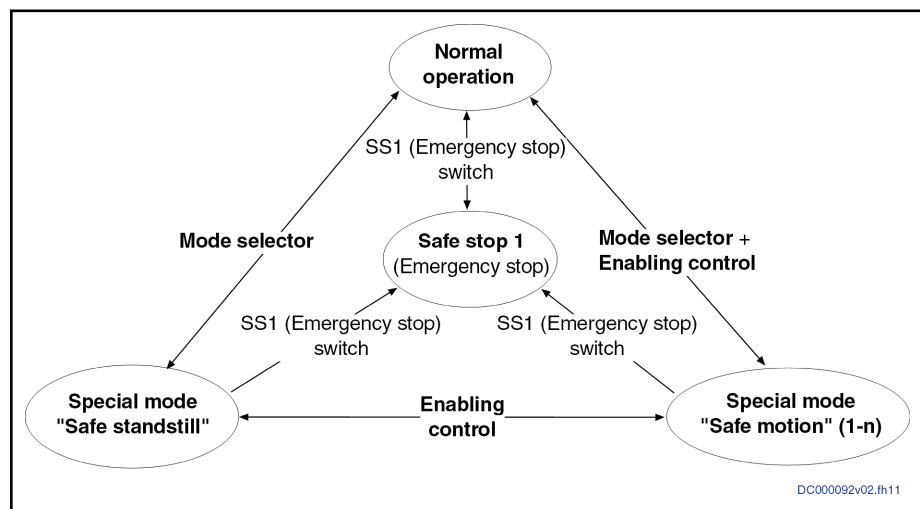 Normal
operation
SS1 (Emergency stop)
switch
Mode selector
Safe stop 1
(Emergency stop)
Mode selector +
Enabling control
SS1 (Emergency stop)
switch
SS1 (Emergency stop)
switch
Special mode
"Safe standstill"
Enabling
control
Special mode
"Safe motion" (1-n)
DC000092v02.fh11